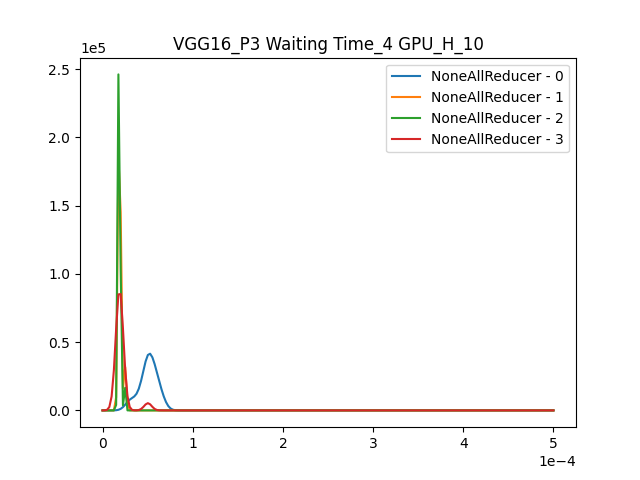 VGG16_P3 Waiting Time_4 GPU_H_10
1e5
NoneAllReducer - 0
NoneAllReducer - 1
NoneAllReducer - 2
NoneAllReducer - 3
2.5
2.0
1.5
1.0
0.5
0.0
0 1 2 3 4 5
1e−4